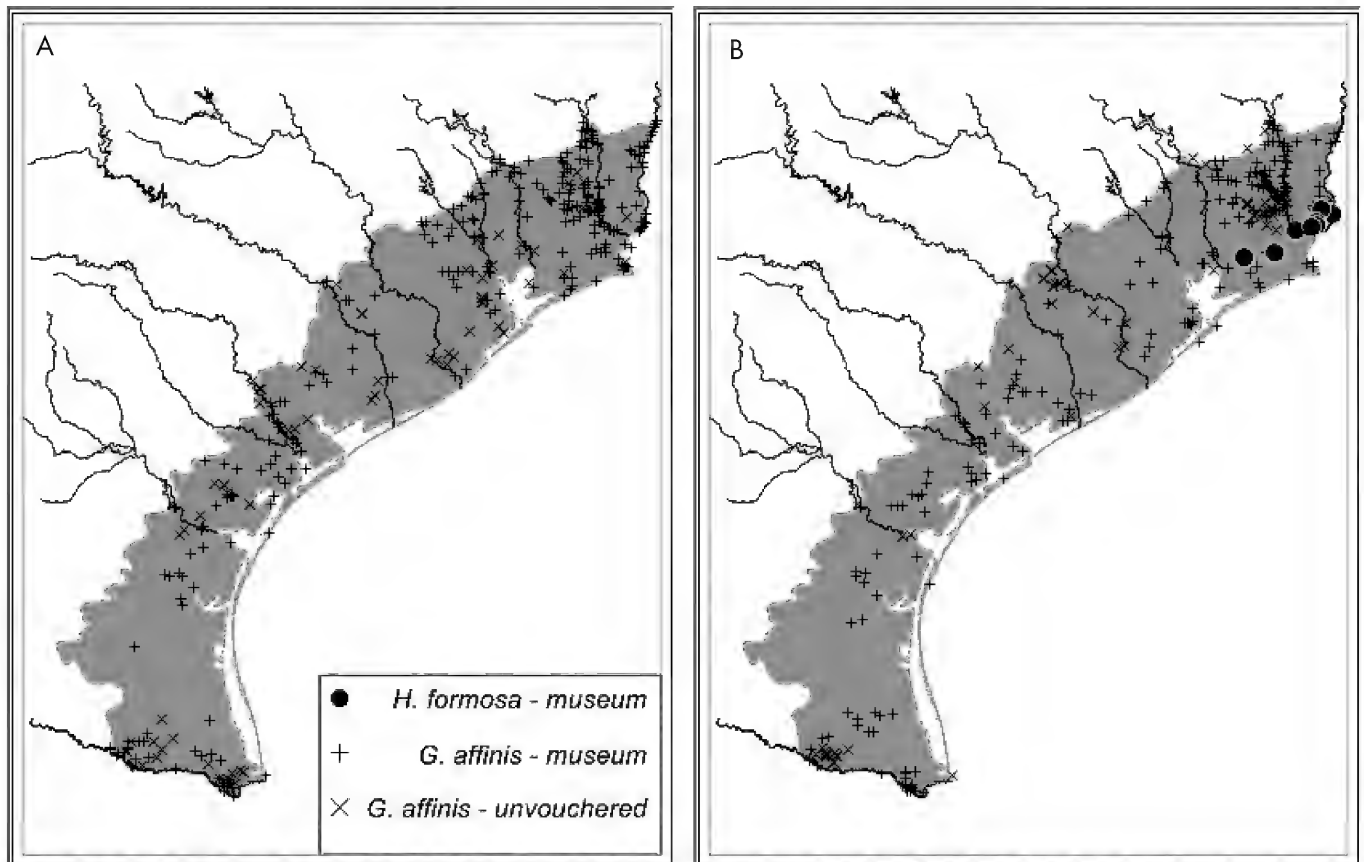 A
B
H. formosa - museum
G. affinis - museum
G. affinis - unvouchered